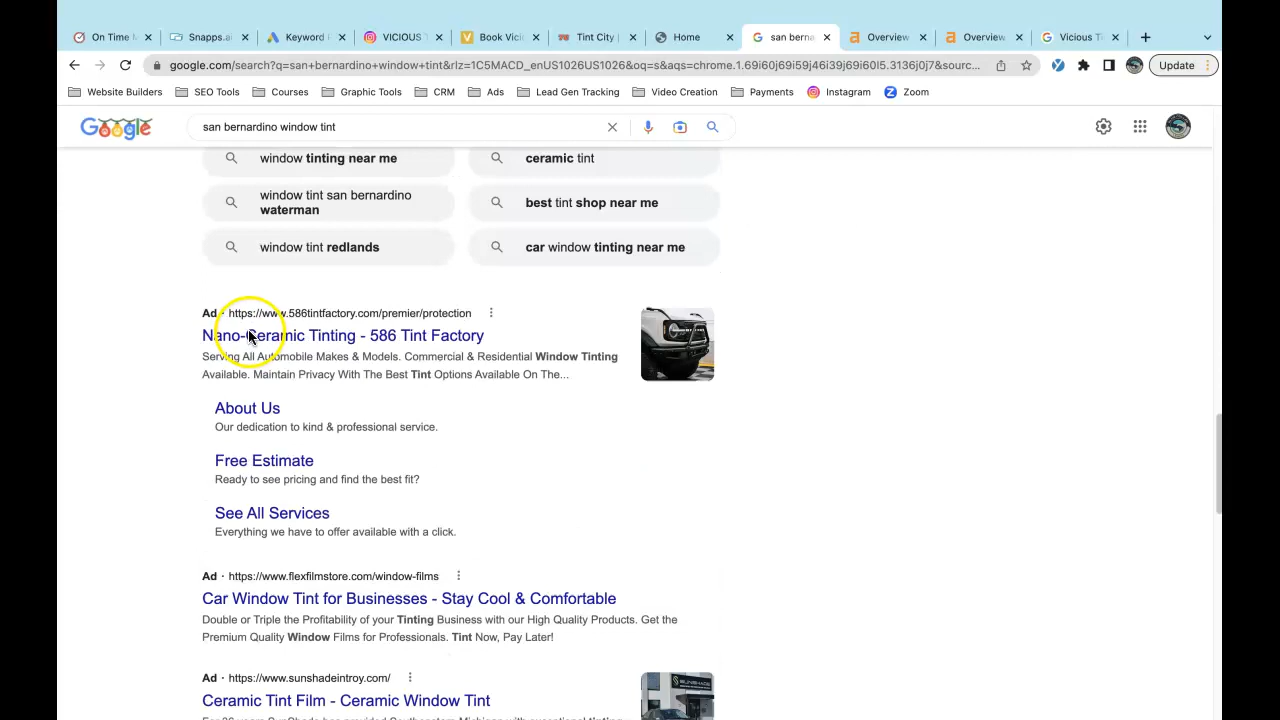 On Time M
Snapps.ai
Keyword
VICIOUS T
Book Vici
Tint City
Home
san berna
Overview
Overview
Vicious Ti
google.com/search?q=san+bernardino+window+tint&rlz=1C5MACD_enUS1026US1026&oq=s&aqs=chrome.1.69i60j69i59j46i39j69i60l5.3136j0j7&sourc...
Update
Website Builders
SEO Tools
Courses
Graphic Tools
CRM
Ads
Lead Gen Tracking
Video Creation
Payments
Instagram
Zoom
Google
san bernardino window tint
window tinting near me
ceramic tint
window tint san bernardino
waterman
best tint shop near me
window tint redlands
car window tinting near me
Ad · https://www.586tintfactory.com/premier/protection
Nano-Ceramic Tinting - 586 Tint Factory
Serving All Automobile Makes & Models. Commercial & Residential Window Tinting
Available. Maintain Privacy With The Best Tint Options Available On The...
About Us
Our dedication to kind & professional service.
Free Estimate
Ready to see pricing and find the best fit?
See All Services
Everything we have to offer available with a click.
Ad · https://www.flexfilmstore.com/window-films
Car Window Tint for Businesses - Stay Cool & Comfortable
Double or Triple the Profitability of your Tinting Business with our High Quality Products. Get the
Premium Quality Window Films for Professionals. Tint Now, Pay Later!
Ad · https://www.sunshadeintroy.com/
Ceramic Tint Film - Ceramic Window Tint
SUNSHADE